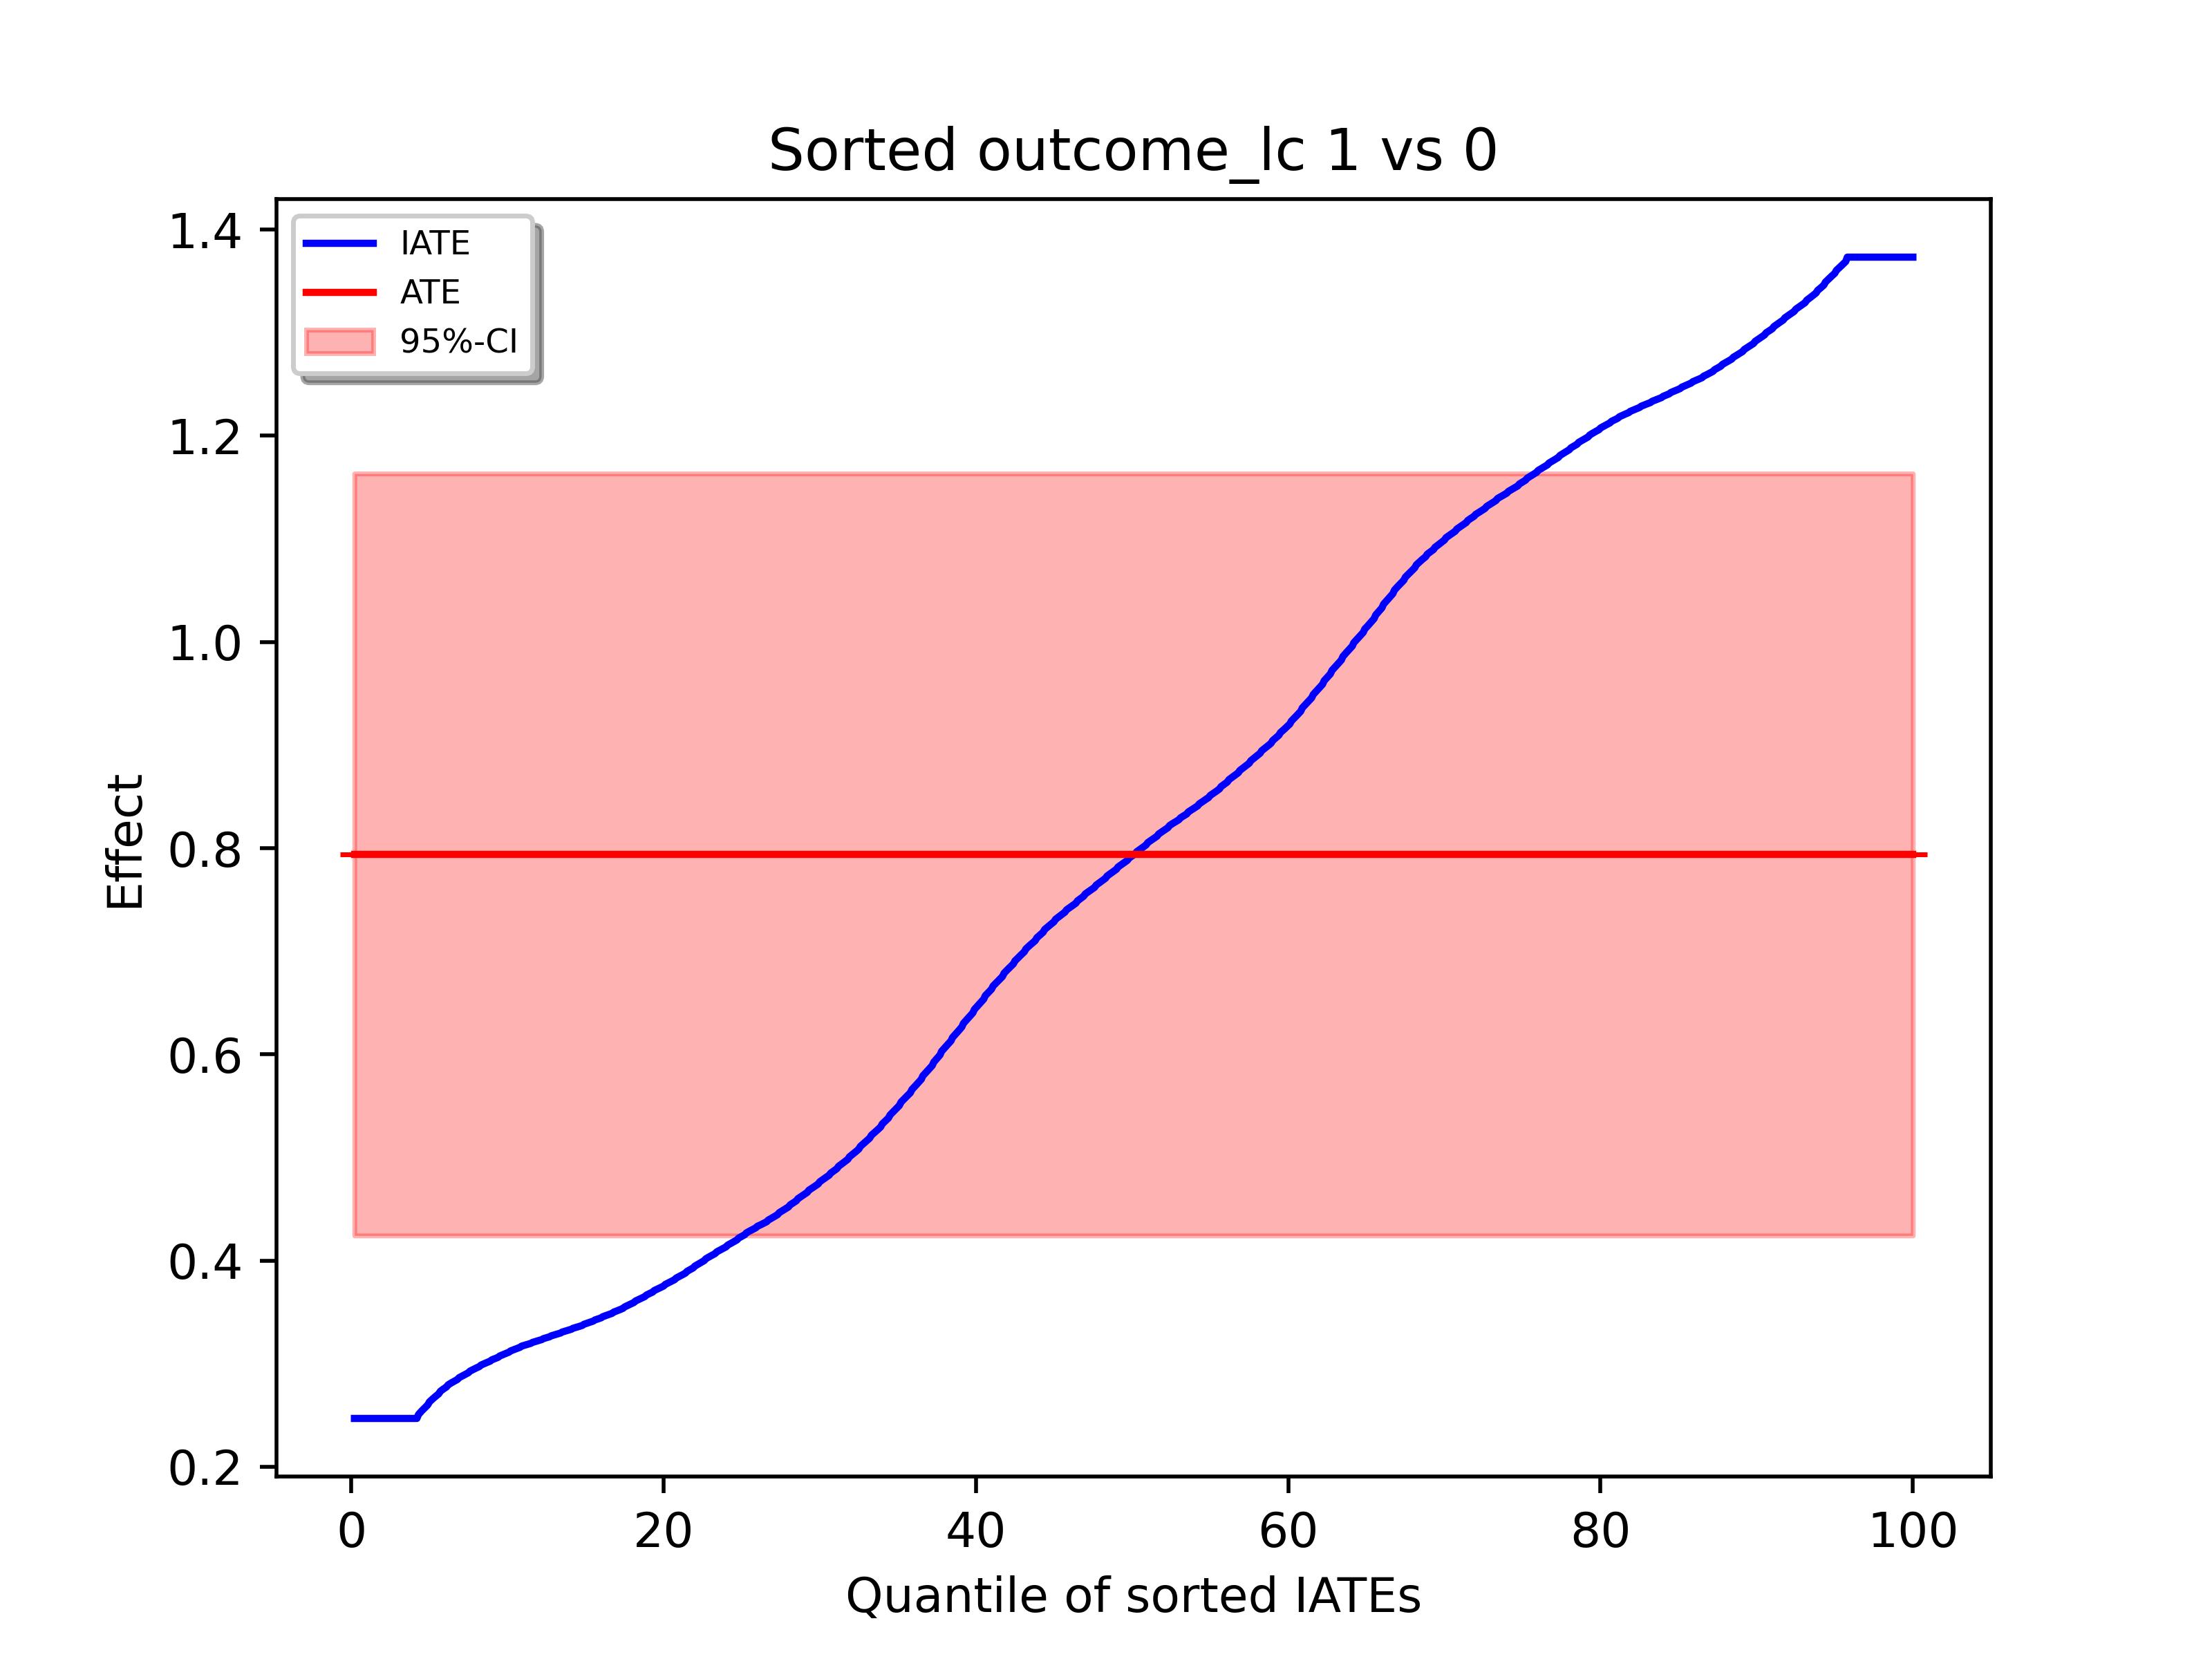 Sorted outcome_lc 1 vs 0
IATE
ATE
95%-CI
1.4
1.2
1.0
0.8
0.6
0.4
0.2
Effect
0 20 40 60 80 100
Quantile of sorted IATEs